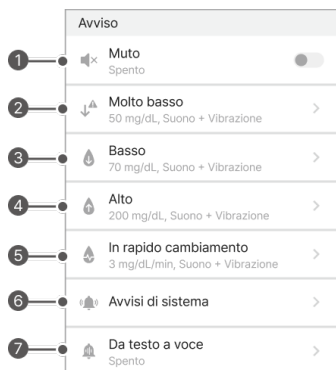 Avviso
1 Muto
Spento
2 Molto basso
50 mg/dL, Suono + Vibrazione
3 Basso
70 mg/dL, Suono + Vibrazione
4 Alto
200 mg/dL, Suono + Vibrazione
5 In rapido cambiamento
3 mg/dL/min, Suono + Vibrazione
6 Avvisi di sistema
7 Da testo a voce
Spento